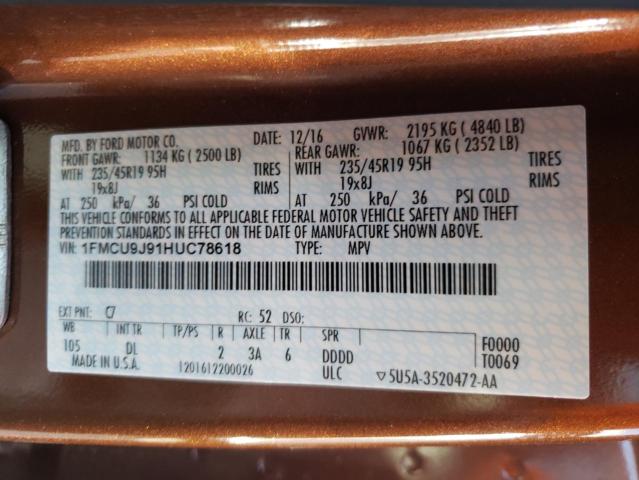 MFD. BY FORD MOTOR CO. DATE: 12/16 GVWR: 2195 KG ( 4840 LB)
FRONT GAWR: 1134 KG ( 2500 LB) REAR GAWR: 1067 KG ( 2352 LB)
WITH 235/45R19 95H TIRES WITH 235/45R19 95H TIRES
19x8J RIMS 19x8J RIMS
AT 250 kPa/ 36 PSI COLD AT 250 kPa/ 36 PSI COLD
THIS VEHICLE CONFORMS TO ALL APPLICABLE FEDERAL MOTOR VEHICLE SAFETY AND THEFT
PREVENTION STANDARDS IN EFFECT ON THE DATE OF MANUFACTURE SHOWN ABOVE.
VIN: 1FMCU9J91HUC78618 TYPE: MPV
EXT PNT: C7 RC: 52 DSO:
WB INT TR TP/PS R AXLE TR SPR F0000
105 DL 2 3A 6 DDDD T0069
MADE IN U.S.A. 1201612200026 ULC ▽5U5A-3520472-AA